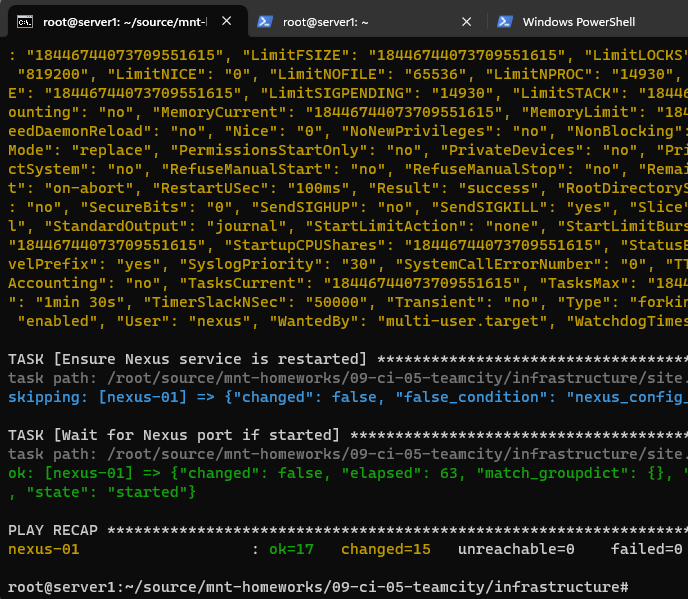 root@server1: ~/source/mnt-
root@server1: ~
Windows PowerShell
: "18446744073709551615", "LimitFSIZE": "18446744073709551615", "LimitLOCKS"
"819200", "LimitNICE": "0", "LimitNOFILE": "65536", "LimitNPROC": "14930",
E": "18446744073709551615", "LimitSIGPENDING": "14930", "LimitSTACK": "18446
ounting": "no", "MemoryCurrent": "18446744073709551615", "MemoryLimit":
eedDaemonReload": "no", "Nice": "0", "NoNewPrivileges": "no", "NonBlocking":
Mode": "replace", "PermissionsStartOnly": "no", "PrivateDevices": "no", "Pri
ctSystem": "no", "RefuseManualStart": "no", "RefuseManualStop": "no", "Remai
t": "on-abort", "RestartUSec": "100ms", "Result": "success", "RootDirectoryS
: "no", "SecureBits": "0", "SendSIGHUP": "no", "SendSIGKILL": "yes", "Slice"
l", "StandardOutput": "journal", "StartLimitAction": "none", "StartLimitBurs
"18446744073709551615", "StartupCPUShares": "18446744073709551615", "StatusE
velPrefix": "yes", "SyslogPriority": "30", "SystemCallErrorNumber": "0", "TT
Accounting": "no", "TasksCurrent": "18446744073709551615", "TasksMax": "1844
": "1min 30s", "TimerSlackNSec": "50000", "Transient": "no", "Type": "forkin
"enabled", "User": "nexus", "WantedBy": "multi-user.target", "WatchdogTimes
TASK [Ensure Nexus service is restarted] ***********************************
task path: /root/source/mnt-homeworks/09-ci-05-teamcity/infrastructure/site.
skipping: [nexus-01] => {"changed": false, "false_condition": "nexus_config_
TASK [Wait for Nexus port if started] **************************************
task path: /root/source/mnt-homeworks/09-ci-05-teamcity/infrastructure/site.
ok: [nexus-01] => {"changed": false, "elapsed": 63, "match_groupdict": {}, "
, "state": "started"}
PLAY RECAP *****************************************************************
nexus-01 : ok=17 changed=15 unreachable=0 failed=0
root@server1:~/source/mnt-homeworks/09-ci-05-teamcity/infrastructure#